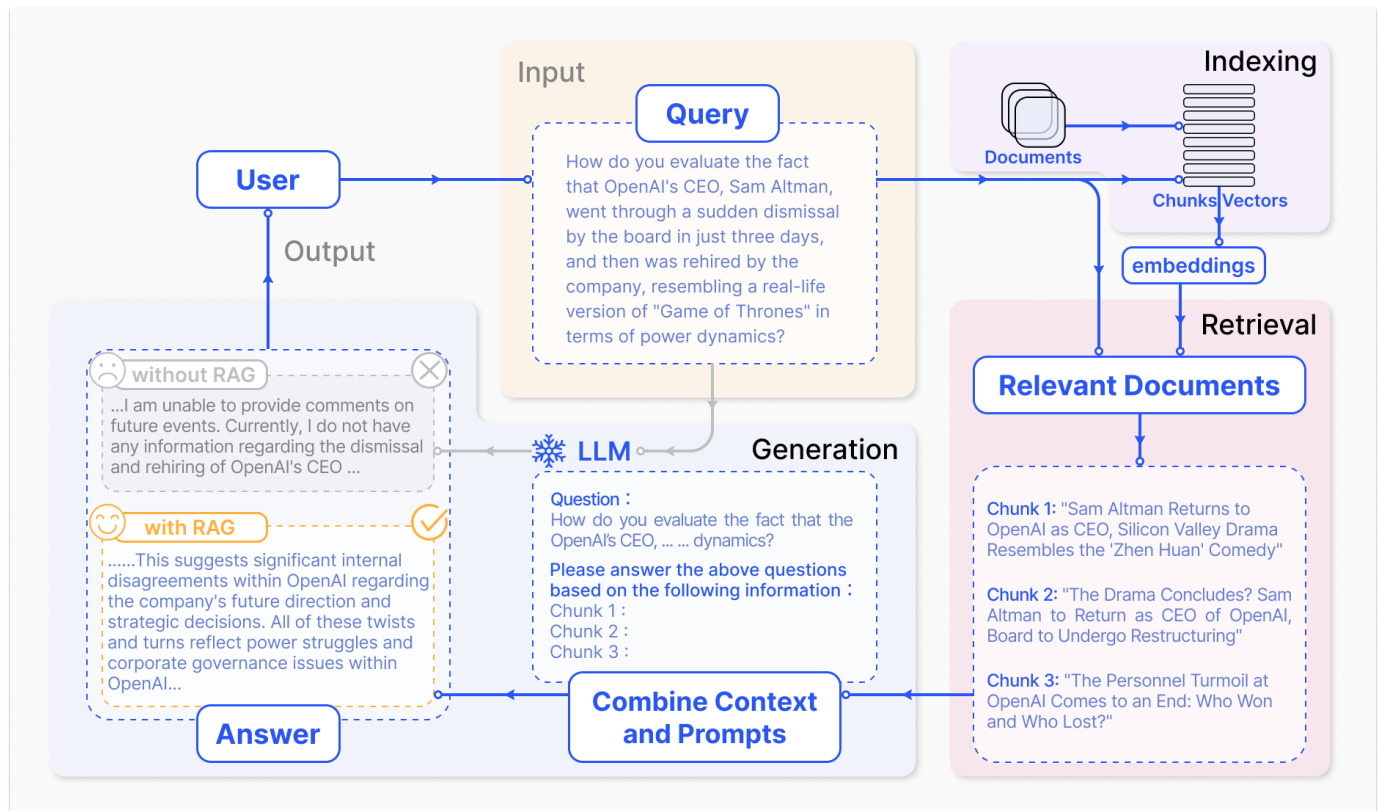 Input
Query
How do you evaluate the fact
that OpenAI's CEO, Sam Altman,
went through a sudden dismissal
by the board in just three days,
and then was rehired by the
company, resembling a real-life
version of "Game of Thrones" in
terms of power dynamics?
Indexing
Documents
Chunks Vectors
embeddings
User
Output
Retrieval
Relevant Documents
Chunk 1: "Sam Altman Returns to
OpenAI as CEO, Silicon Valley Drama
Resembles the 'Zhen Huan' Comedy"
Chunk 2: "The Drama Concludes? Sam
Altman to Return as CEO of OpenAI,
Board to Undergo Restructuring"
Chunk 3: "The Personnel Turmoil at
OpenAI Comes to an End: Who Won
and Who Lost?"
LLM
Generation
Question :
How do you evaluate the fact that the
OpenAI's CEO, ... ... dynamics?
Please answer the above questions
based on the following information :
Chunk 1 :
Chunk 2 :
Chunk 3 :
Combine Context
and Prompts
without RAG
...I am unable to provide comments on
future events. Currently, I do not have
any information regarding the dismissal
and rehiring of OpenAI's CEO ...
with RAG
......This suggests significant internal
disagreements within OpenAI regarding
the company's future direction and
strategic decisions. All of these twists
and turns reflect power struggles and
corporate governance issues within
OpenAI...
Answer